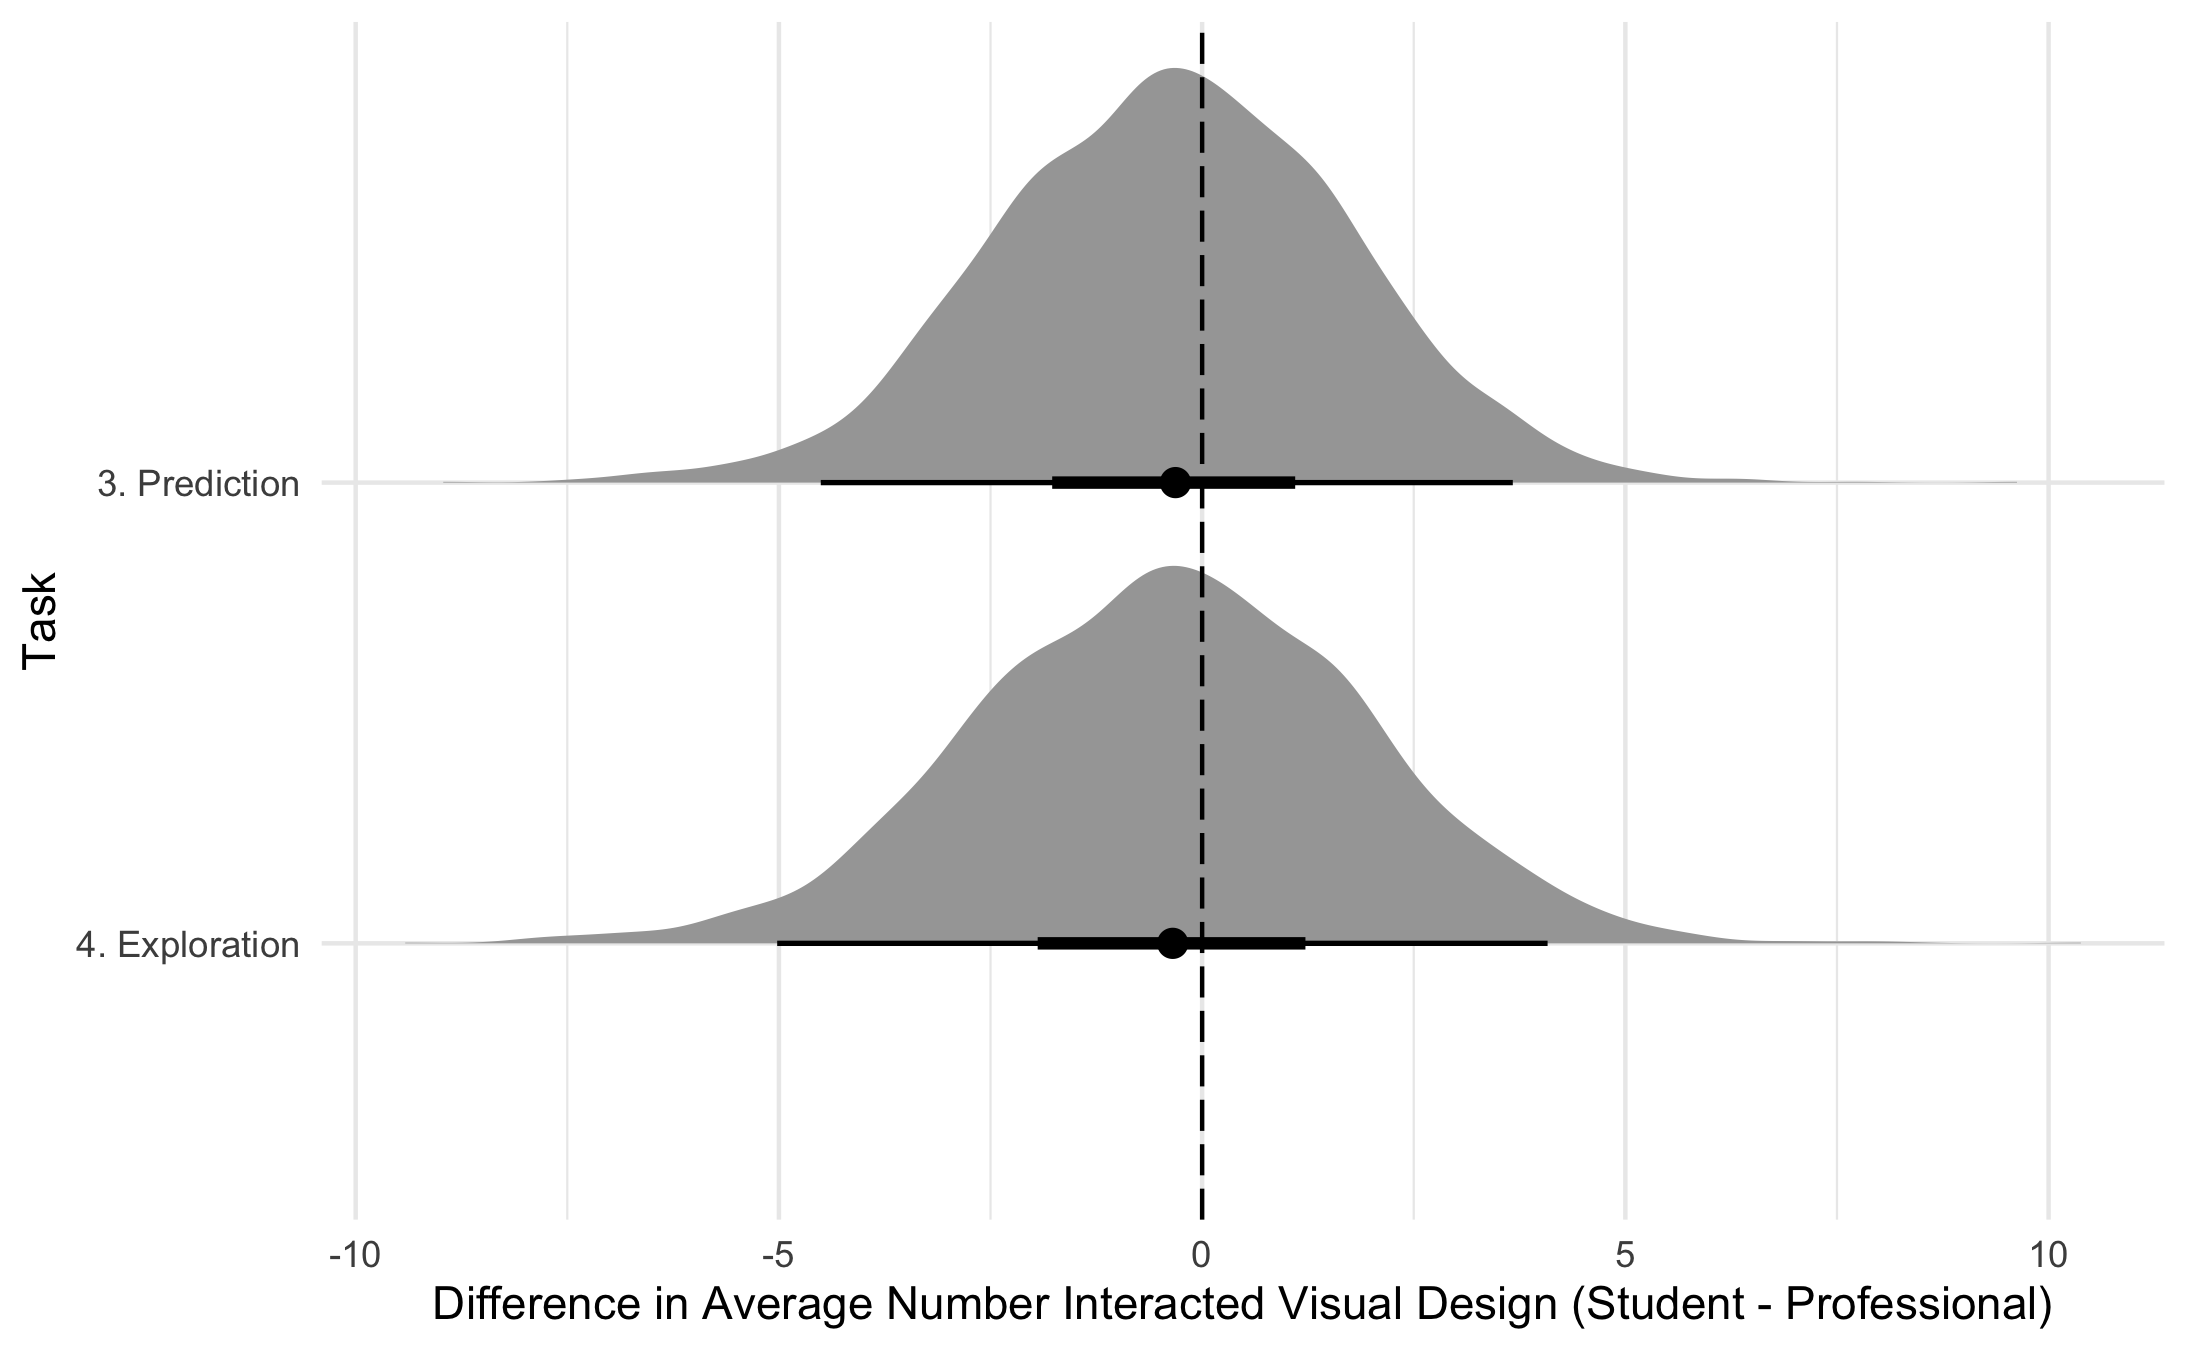 3. Prediction
Task
4. Exploration
-10 -5 0 5 10
Difference in Average Number Interacted Visual Design (Student - Professional)